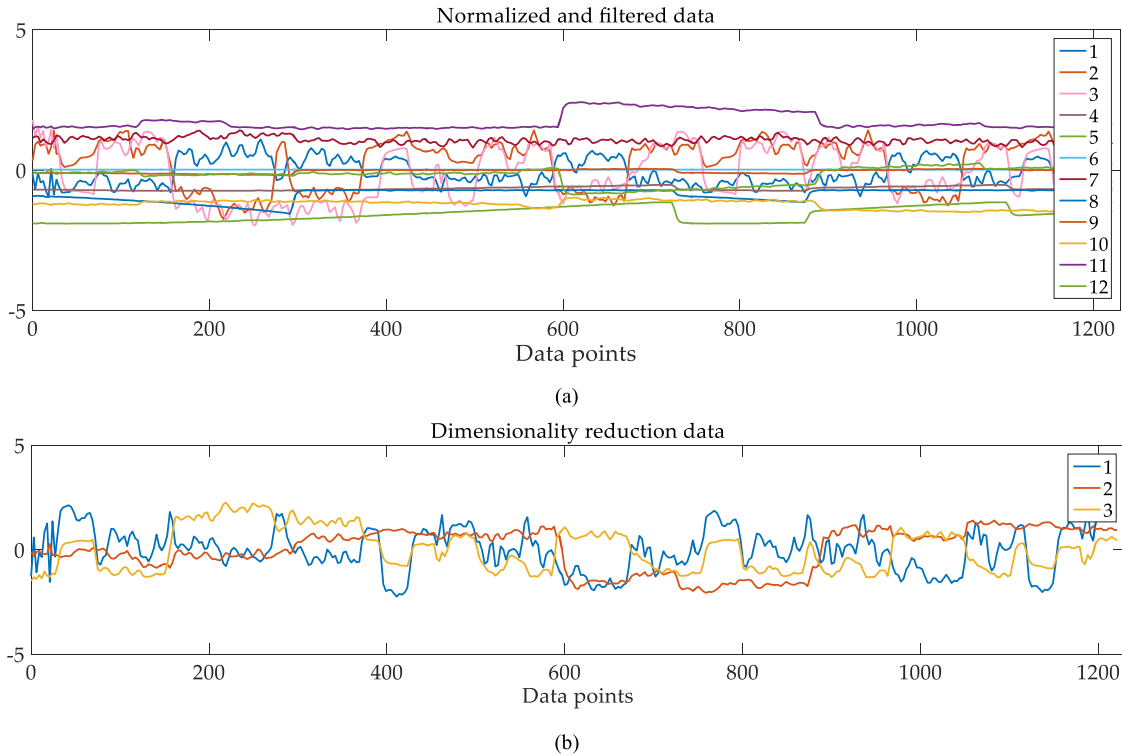 Normalized and filtered data
5
0
-5
0 200 400 600 800 1000 1200
Data points
1
2
3
4
5
6
7
8
9
10
11
12
(a)
Dimensionality reduction data
5
0
-5
0 200 400 600 800 1000 1200
Data points
1
2
3
(b)